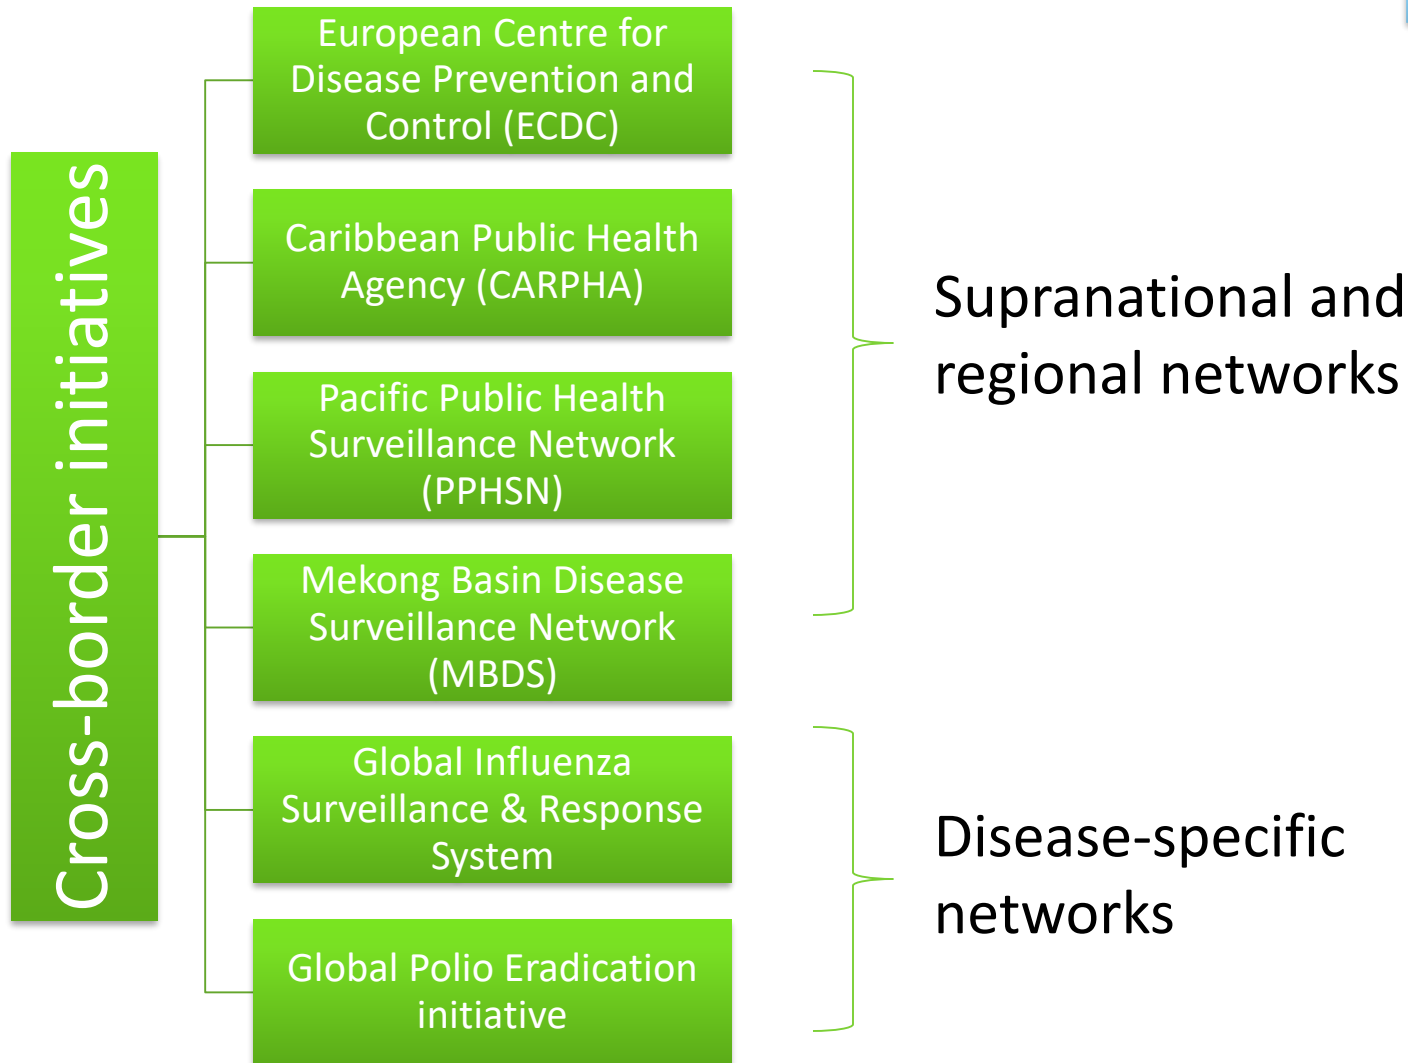 Cross-border initiatives
European Centre for
Disease Prevention and
Control (ECDC)
Caribbean Public Health
Agency (CARPHA)
Pacific Public Health
Surveillance Network
(PPHSN)
Mekong Basin Disease
Surveillance Network
(MBDS)
Global Influenza
Surveillance & Response
System
Global Polio Eradication
initiative
Supranational and
regional networks
Disease-specific
networks